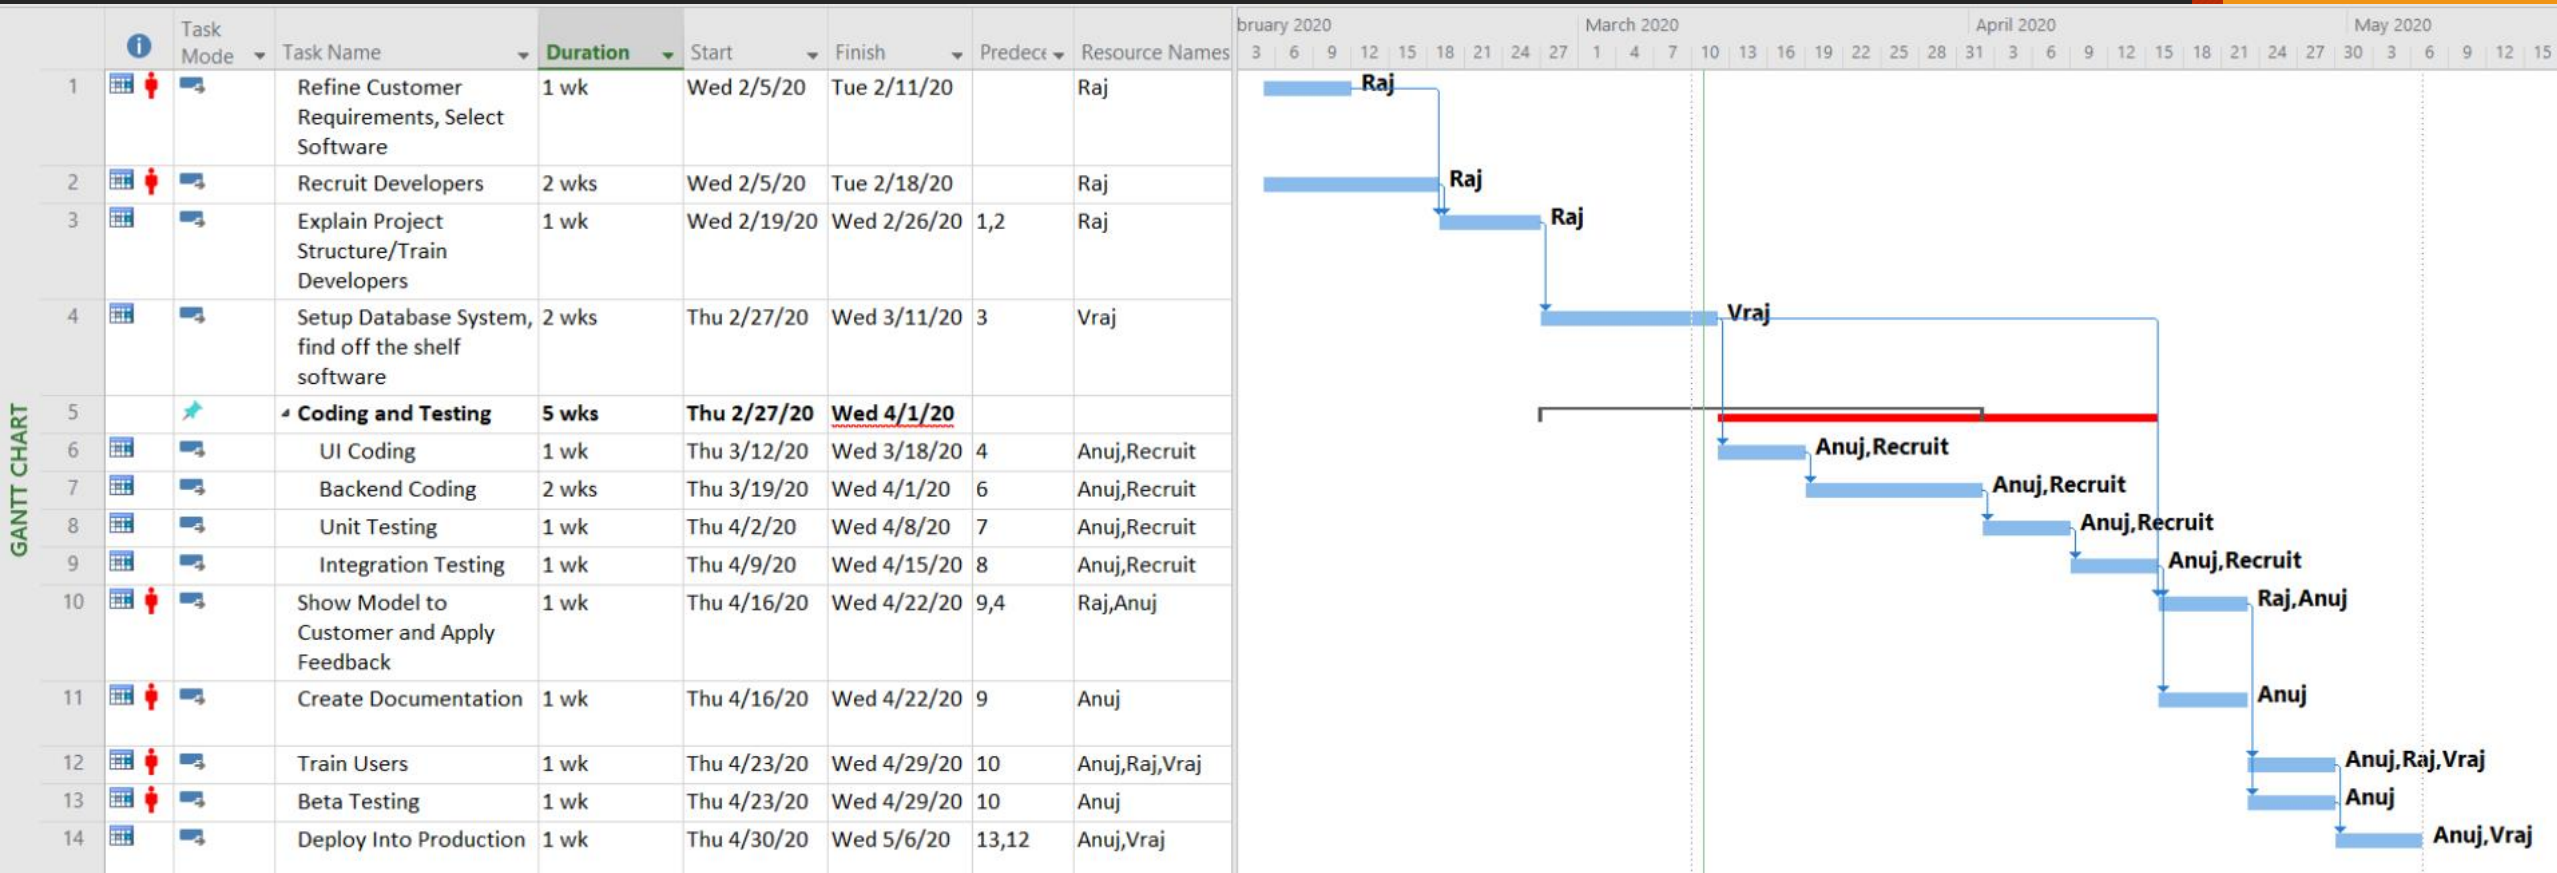 GANTT CHART
Task Mode Task Name Duration Start Finish Predece Resource Names
bruary 2020 March 2020 April 2020 May 2020
3 6 9 12 15 18 21 24 27 1 4 7 10 13 16 19 22 25 28 31 3 6 9 12 15 18 21 24 27 30 3 6 9 12 15
1 Refine Customer 1 wk Wed 2/5/20 Tue 2/11/20 Raj Raj
Requirements, Select
Software
2 Recruit Developers 2 wks Wed 2/5/20 Tue 2/18/20 Raj Raj
3 Explain Project 1 wk Wed 2/19/20 Wed 2/26/20 1,2 Raj Raj
Structure/Train
Developers
4 Setup Database System, 2 wks Thu 2/27/20 Wed 3/11/20 3 Vraj Vraj
find off the shelf
software
5 Coding and Testing 5 wks Thu 2/27/20 Wed 4/1/20
6 UI Coding 1 wk Thu 3/12/20 Wed 3/18/20 4 Anuj,Recruit Anuj,Recruit
7 Backend Coding 2 wks Thu 3/19/20 Wed 4/1/20 6 Anuj,Recruit Anuj,Recruit
8 Unit Testing 1 wk Thu 4/2/20 Wed 4/8/20 7 Anuj,Recruit Anuj,Recruit
9 Integration Testing 1 wk Thu 4/9/20 Wed 4/15/20 8 Anuj,Recruit Anuj,Recruit
10 Show Model to 1 wk Thu 4/16/20 Wed 4/22/20 9,4 Raj,Anuj Raj,Anuj
Customer and Apply
Feedback
11 Create Documentation 1 wk Thu 4/16/20 Wed 4/22/20 9 Anuj Anuj
12 Train Users 1 wk Thu 4/23/20 Wed 4/29/20 10 Anuj,Raj,Vraj Anuj,Raj,Vraj
13 Beta Testing 1 wk Thu 4/23/20 Wed 4/29/20 10 Anuj Anuj
14 Deploy Into Production 1 wk Thu 4/30/20 Wed 5/6/20 13,12 Anuj,Vraj Anuj,Vraj